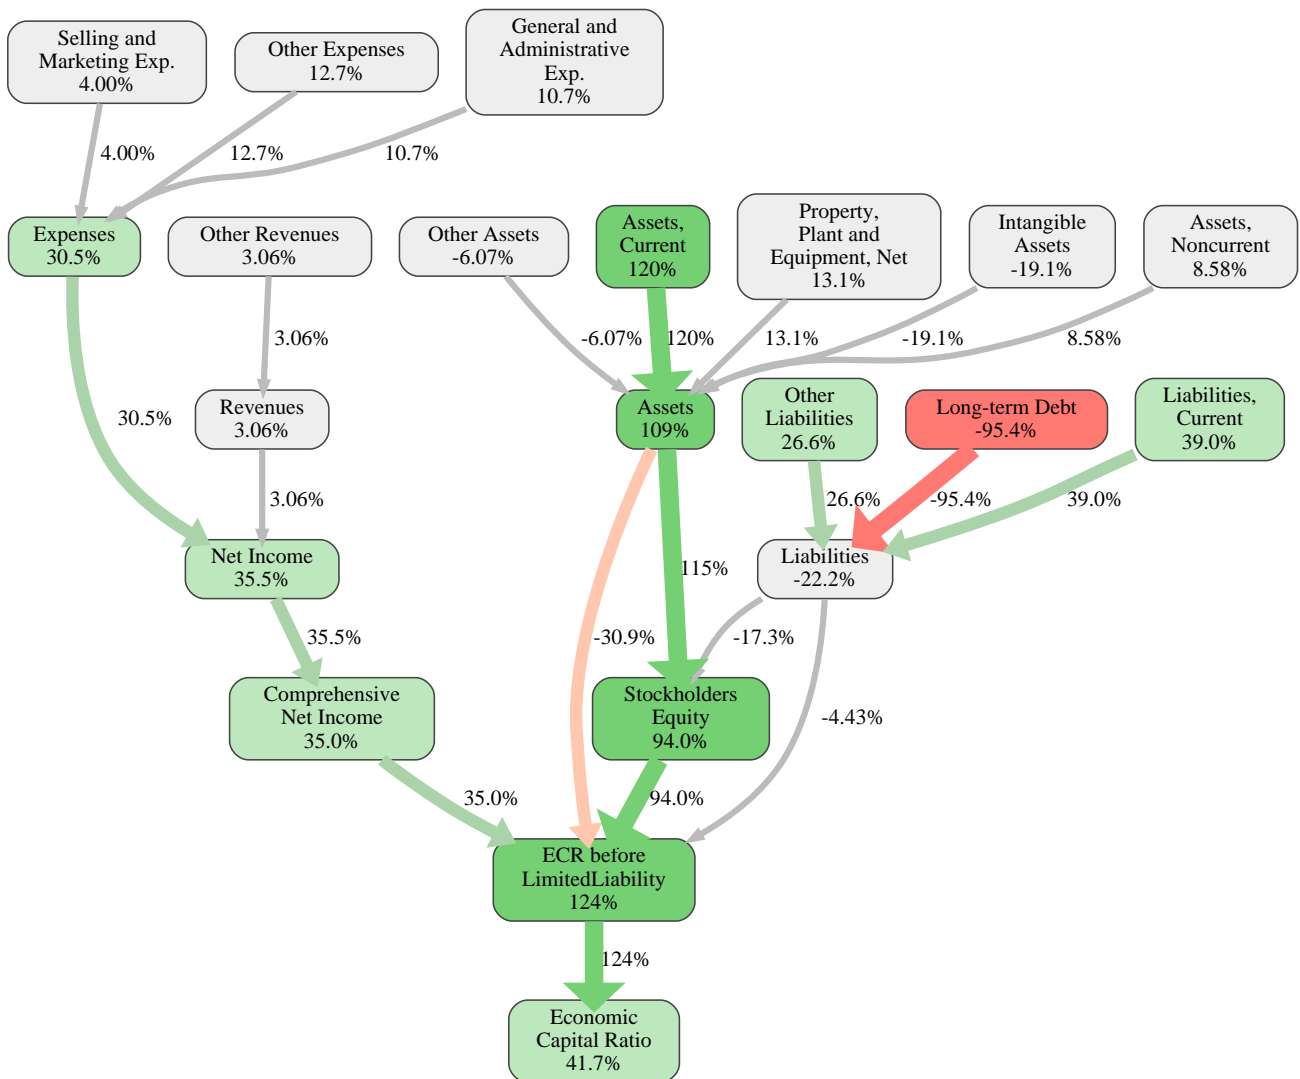 Selling and
Marketing Exp.
4.00%
Other Expenses
12.7%
General and
Administrative
Exp.
10.7%
4.00%
12.7%
10.7%
Expenses
30.5%
Other Revenues
3.06%
Other Assets
-6.07%
Assets,
Current
120%
Property,
Plant and
Equipment, Net
13.1%
Intangible
Assets
-19.1%
Assets,
Noncurrent
8.58%
3.06%
-6.07%
120%
13.1%
-19.1%
8.58%
30.5%
Revenues
3.06%
Assets
109%
Other
Liabilities
26.6%
Long-term Debt
-95.4%
Liabilities,
Current
39.0%
3.06%
26.6%
-95.4%
39.0%
Net Income
35.5%
115%
Liabilities
-22.2%
35.5%
-30.9%
-17.3%
Comprehensive
Net Income
35.0%
Stockholders
Equity
94.0%
-4.43%
35.0%
94.0%
ECR before
LimitedLiability
124%
124%
Economic
Capital Ratio
41.7%